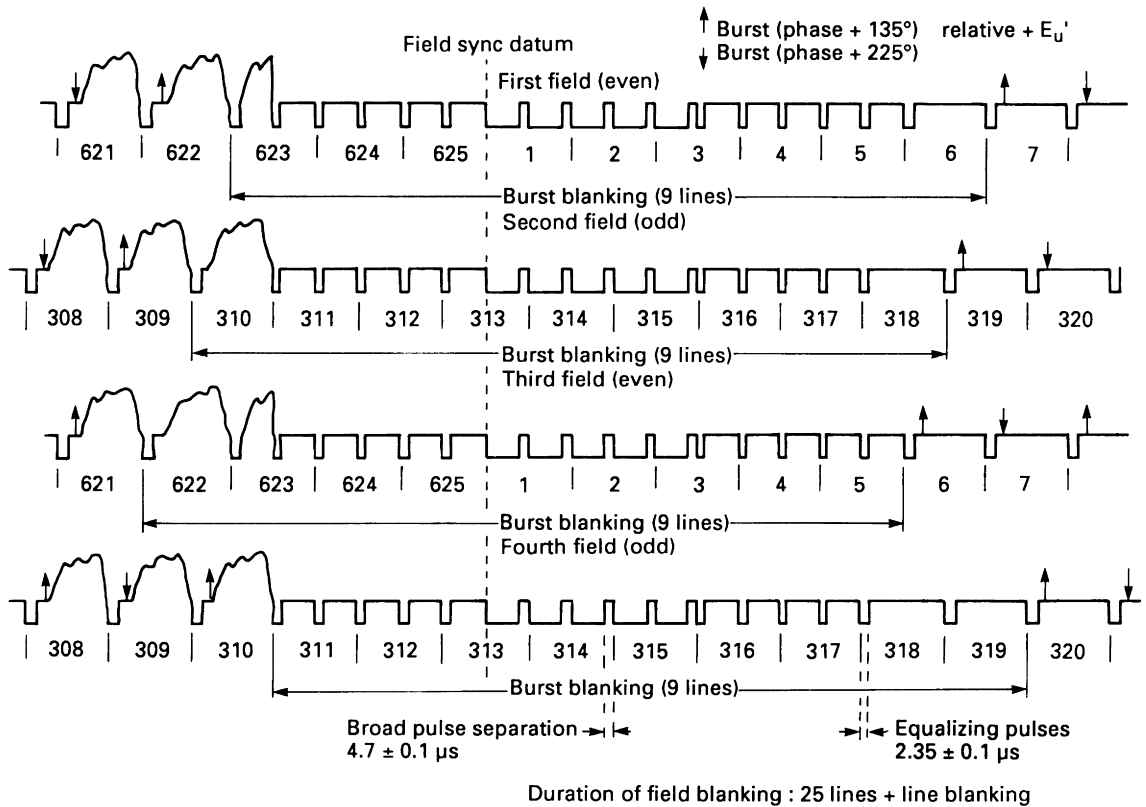 Burst (phase + 135°) relative + Eu'
Burst (phase + 225°)
Field sync datum
First field (even)
621 622 623 624 625 1 2 3 4 5 6 7
Burst blanking (9 lines)
Second field (odd)
308 309 310 311 312 313 314 315 316 317 318 319 320
Burst blanking (9 lines)
Third field (even)
621 622 623 624 625 1 2 3 4 5 6 7
Burst blanking (9 lines)
Fourth field (odd)
308 309 310 311 312 313 314 315 316 317 318 319 320
Burst blanking (9 lines)
Broad pulse separation
4.7 ± 0.1 µs
Equalizing pulses
2.35 ± 0.1 µs
Duration of field blanking : 25 lines + line blanking